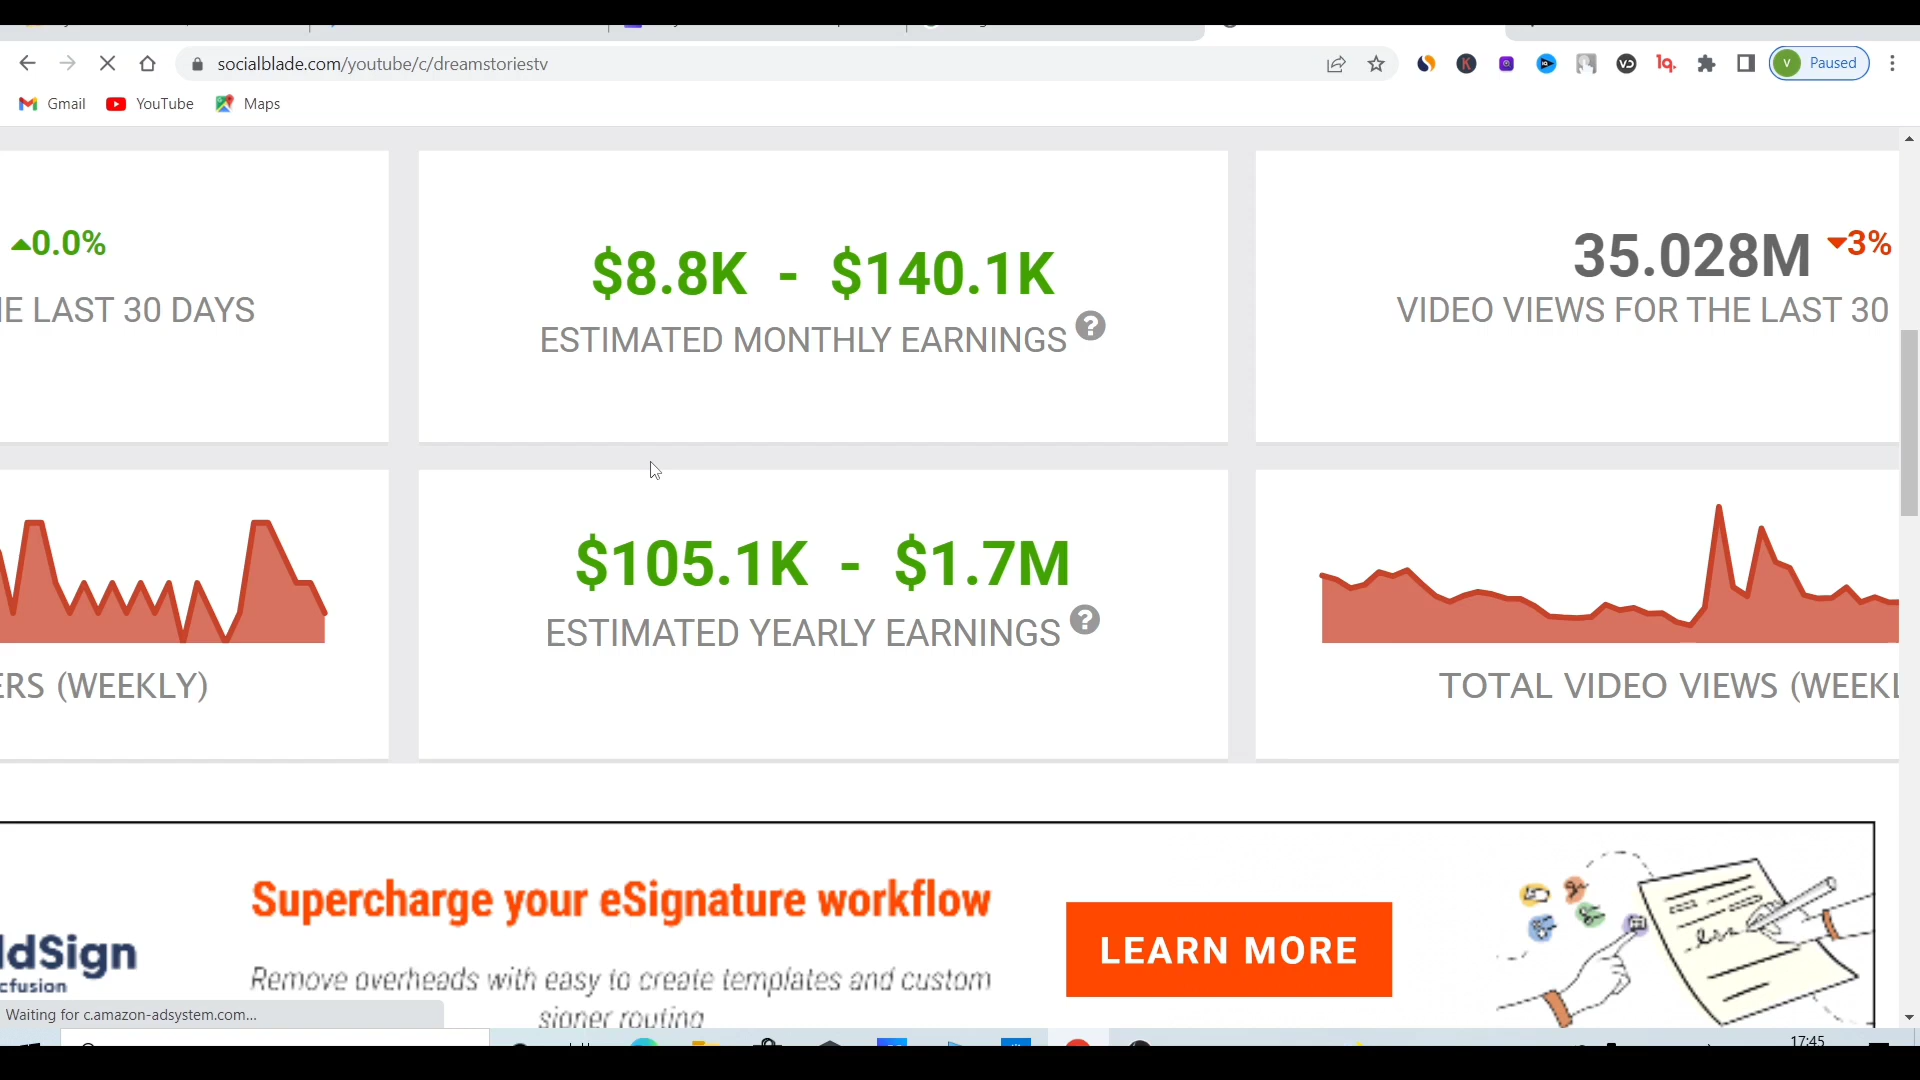 socialblade.com/youtube/c/dreamstoriestv
Paused
V
Gmail
YouTube
Maps
0.0%
E LAST 30 DAYS
$8.8K - $140.1K
ESTIMATED MONTHLY EARNINGS ?
35.028M 3%
VIDEO VIEWS FOR THE LAST 30
ERS (WEEKLY)
$105.1K - $1.7M
ESTIMATED YEARLY EARNINGS ?
TOTAL VIDEO VIEWS (WEEKL
Supercharge your eSignature workflow
ldSign
cfusion
Remove overheads with easy to create templates and custom
signer routing
LEARN MORE
Waiting for c.amazon-adsystem.com...
17:45